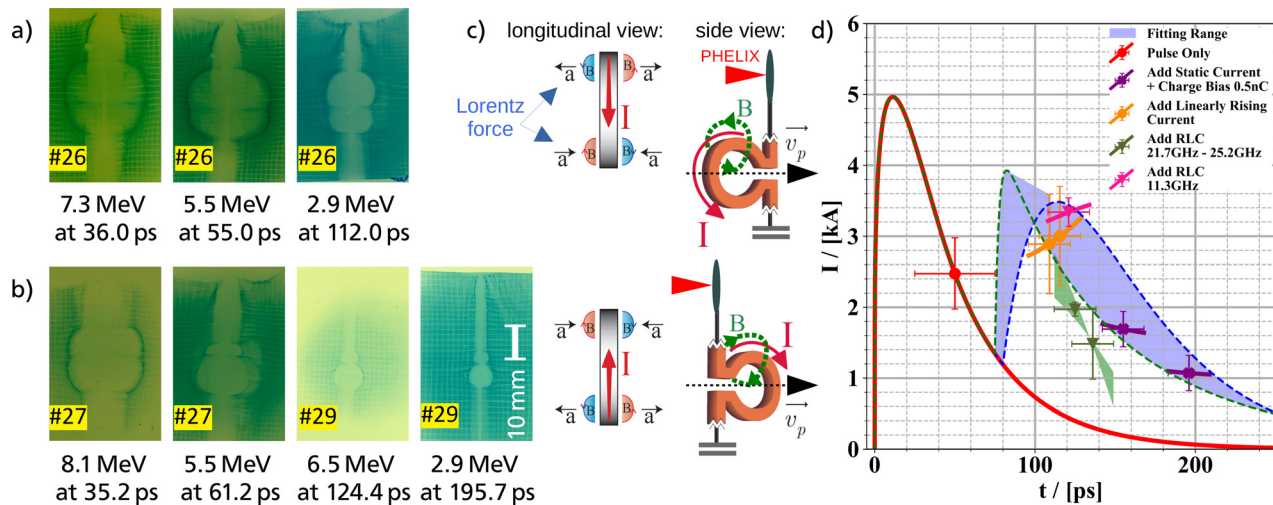 a)
#26
#26
#26
7.3 MeV
at 36.0 ps
5.5 MeV
at 55.0 ps
2.9 MeV
at 112.0 ps
b)
#27
#27
#29
#29
10 mm
8.1 MeV
at 35.2 ps
5.5 MeV
at 61.2 ps
6.5 MeV
at 124.4 ps
2.9 MeV
at 195.7 ps
c)
longitudinal view:
side view:
a B B a
Lorentz
force
I
a B B a
PHELIX
B
v_p
I
a B B a
I
a B B a
B
I
v_p
d)
I / [kA]
6
5
4
3
2
1
0
0 100 200
t / [ps]
Fitting Range
Pulse Only
Add Static Current
+ Charge Bias 0.5nC
Add Linearly Rising
Current
Add RLC
21.7GHz - 25.2GHz
Add RLC
11.3GHz